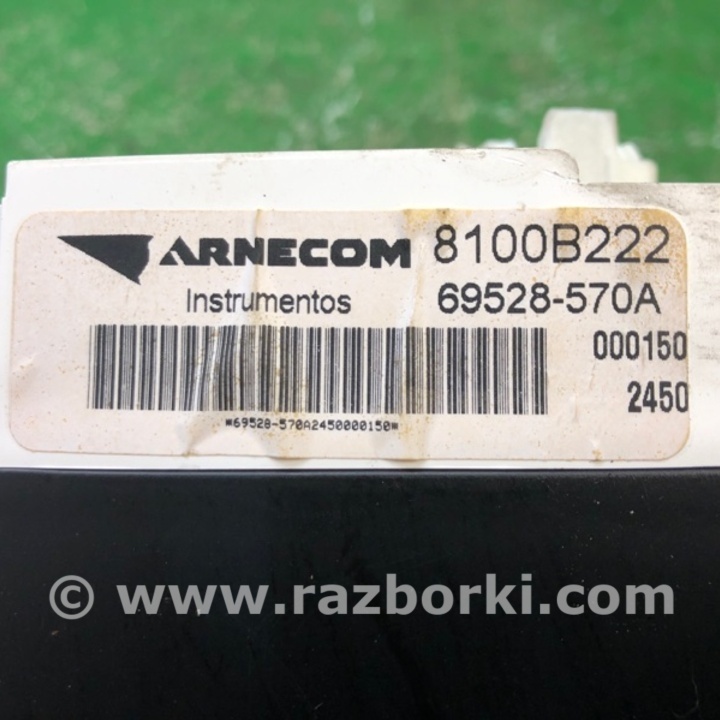 ARNECOM 8100B222
Instrumentos 69528-570A
000150
2450
*69528-570A2450000150*
© www.razborki.com